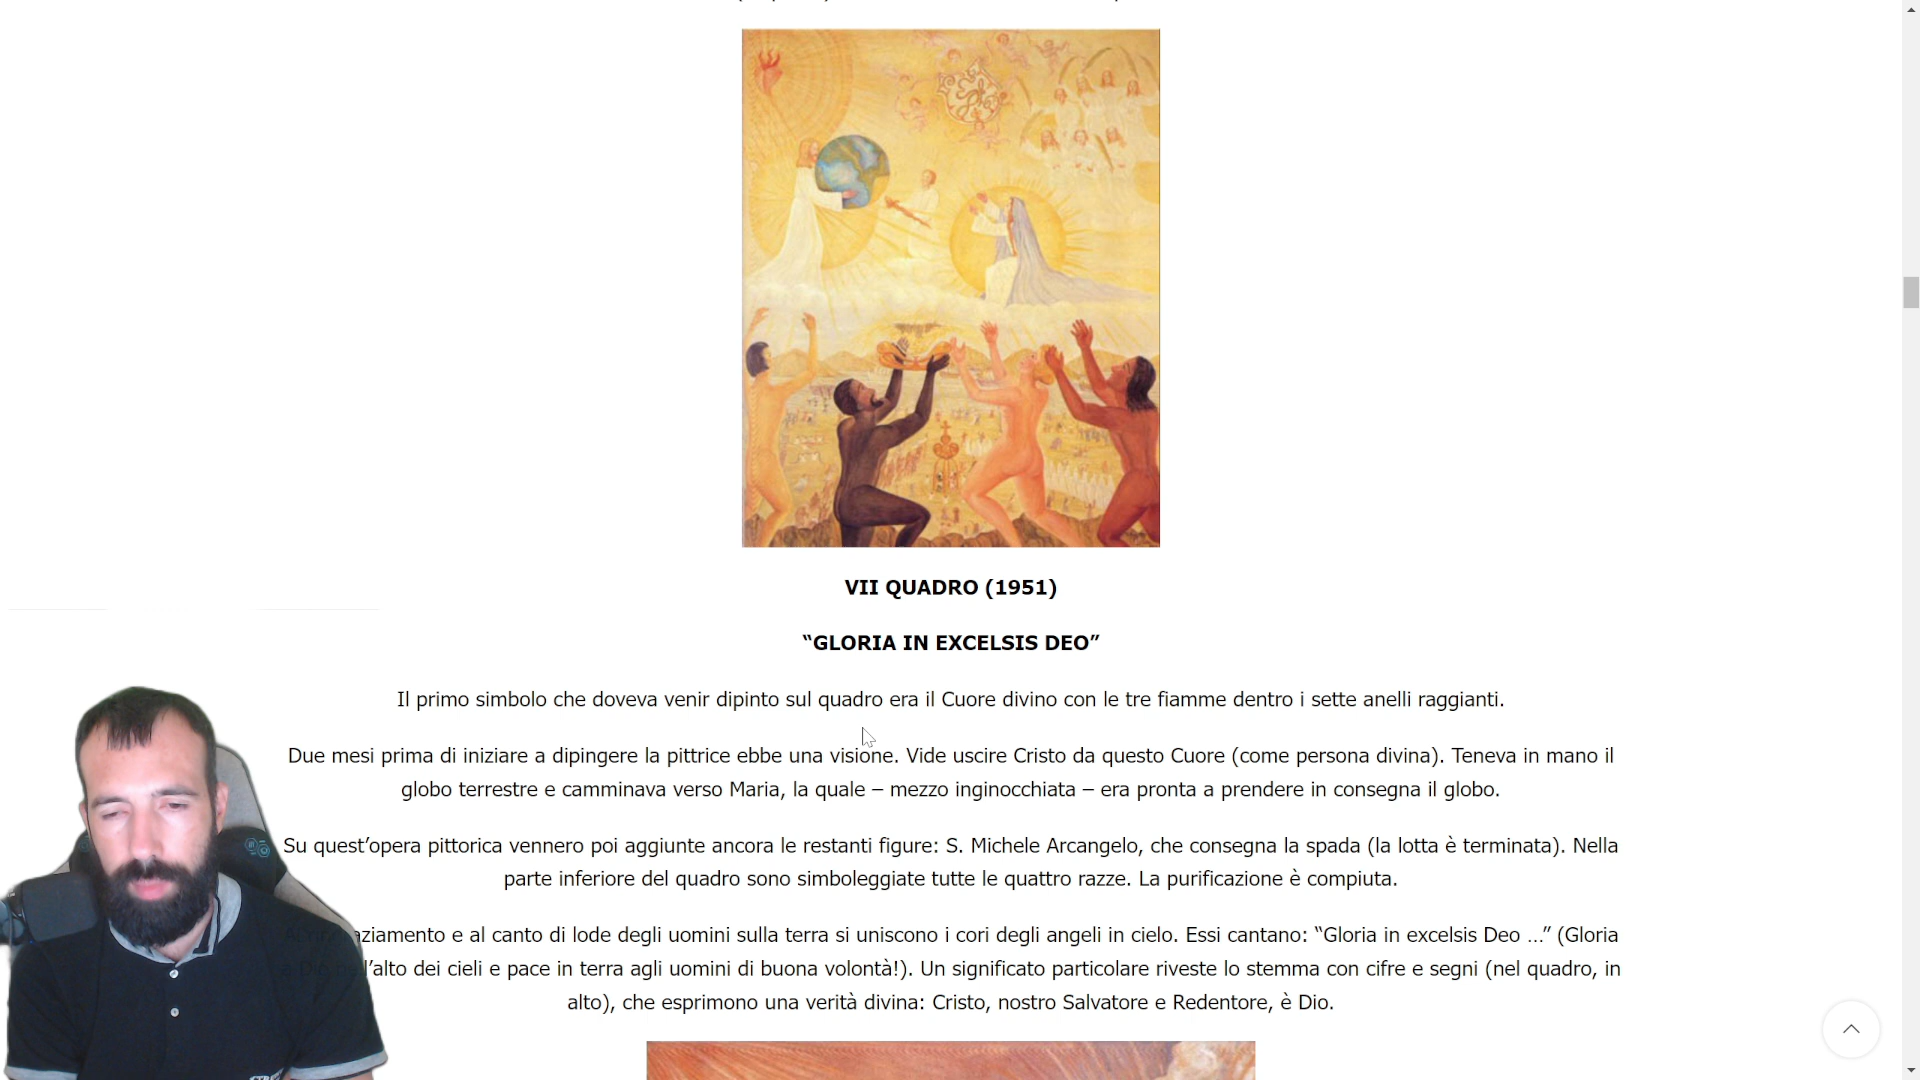 VII QUADRO (1951)
“GLORIA IN EXCELSIS DEO”
Il primo simbolo che doveva venir dipinto sul quadro era il Cuore divino con le tre fiamme dentro i sette anelli raggianti.
Due mesi prima di iniziare a dipingere la pittrice ebbe una visione. Vide uscire Cristo da questo Cuore (come persona divina). Teneva in mano il
globo terrestre e camminava verso Maria, la quale – mezzo inginocchiata – era pronta a prendere in consegna il globo.
Su quest’opera pittorica vennero poi aggiunte ancora le restanti figure: S. Michele Arcangelo, che consegna la spada (la lotta è terminata). Nella
parte inferiore del quadro sono simboleggiate tutte le quattro razze. La purificazione è compiuta.
aziamento e al canto di lode degli uomini sulla terra si uniscono i cori degli angeli in cielo. Essi cantano: “Gloria in excelsis Deo …” (Gloria
l’alto dei cieli e pace in terra agli uomini di buona volontà!). Un significato particolare riveste lo stemma con cifre e segni (nel quadro, in
alto), che esprimono una verità divina: Cristo, nostro Salvatore e Redentore, è Dio.